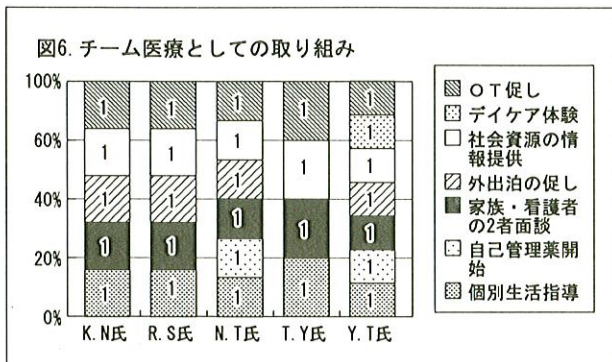 図6. チーム医療としての取り組み
100%
80%
60%
40%
20%
0%
1 1 1 1 1
1 1 1 1 1
1 1 1 1 1
1 1 1 1 1
1 1 1 1 1
1 1
1
K.N氏 R.S氏 N.T氏 T.Y氏 Y.T氏
OT促し
デイケア体験
社会資源の情
報提供
外出泊の促し
家族・看護者
の2者面談
自己管理薬開
始
個別生活指導